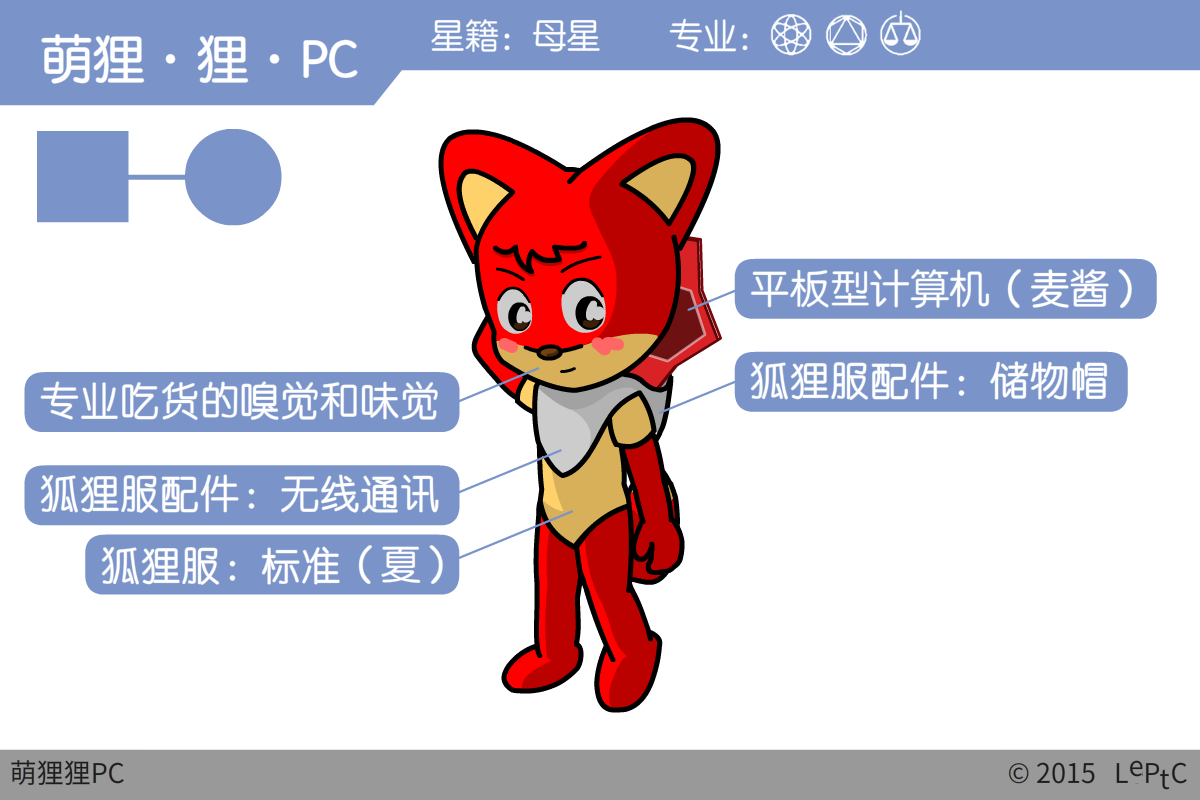 萌狸·狸·PC
星籍：母星 专业：
平板型计算机（麦酱）
狐狸服配件：储物帽
专业吃货的嗅觉和味觉
狐狸服配件：无线通讯
狐狸服：标准（夏）
萌狸狸PC
© 2015 LePtC